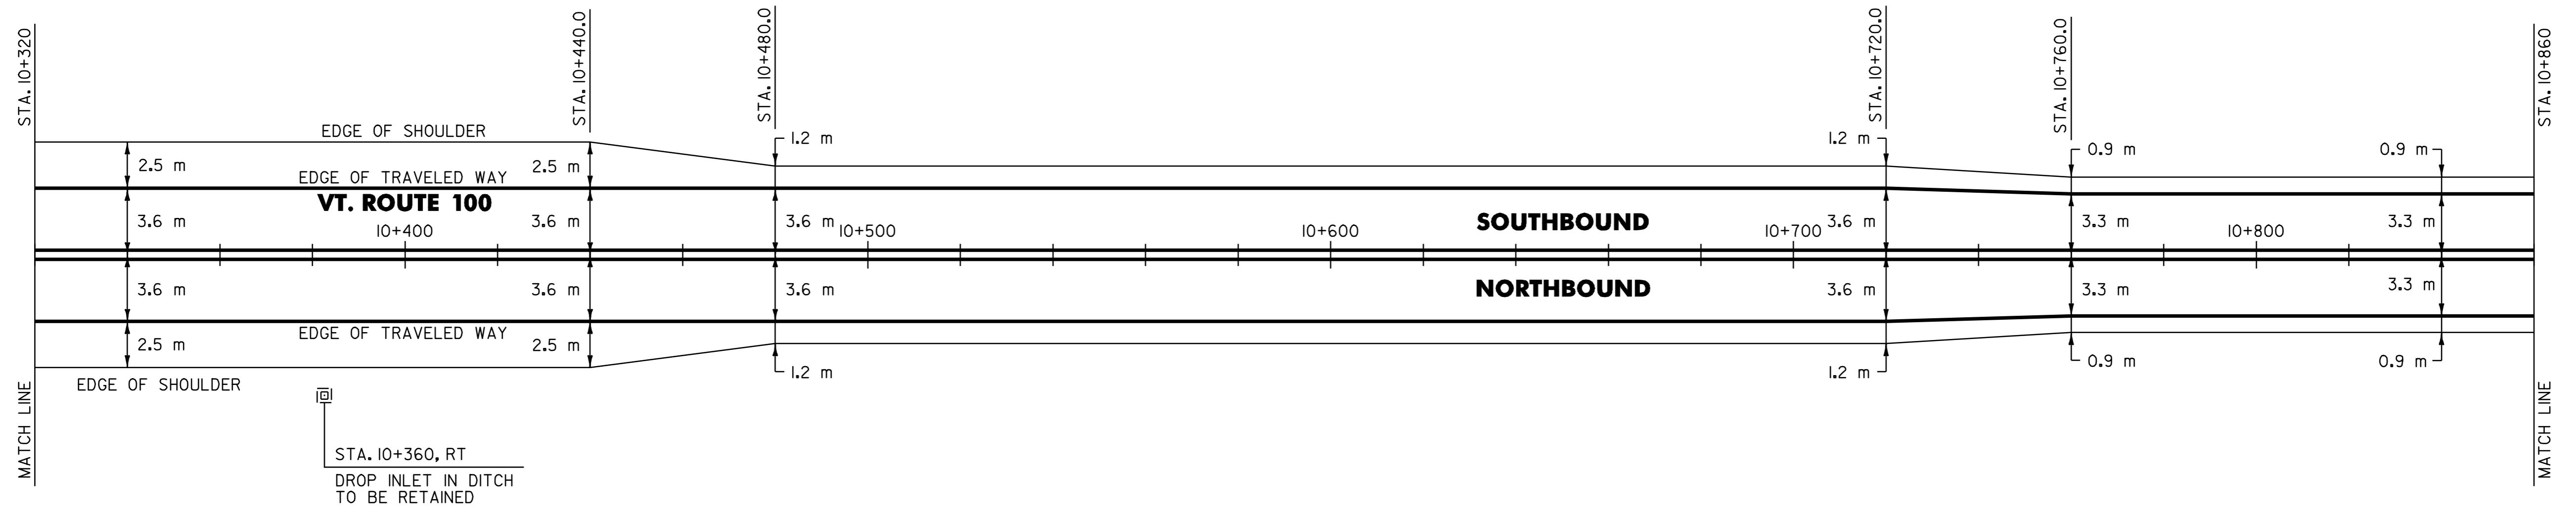 STA. 10+320
STA. 10+440.0
STA. 10+480.0
STA. 10+720.0
STA. 10+760.0
STA. 10+860
EDGE OF SHOULDER
1.2 m
1.2 m
0.9 m
0.9 m
2.5 m
2.5 m
EDGE OF TRAVELED WAY
VT. ROUTE 100
3.6 m
3.6 m
3.6 m
SOUTHBOUND
3.6 m
3.3 m
3.3 m
10+400
10+500
10+600
10+700
10+800
3.6 m
3.6 m
3.6 m
NORTHBOUND
3.6 m
3.3 m
3.3 m
EDGE OF TRAVELED WAY
2.5 m
2.5 m
1.2 m
1.2 m
0.9 m
0.9 m
EDGE OF SHOULDER
MATCH LINE
MATCH LINE
STA. 10+360, RT
DROP INLET IN DITCH
TO BE RETAINED